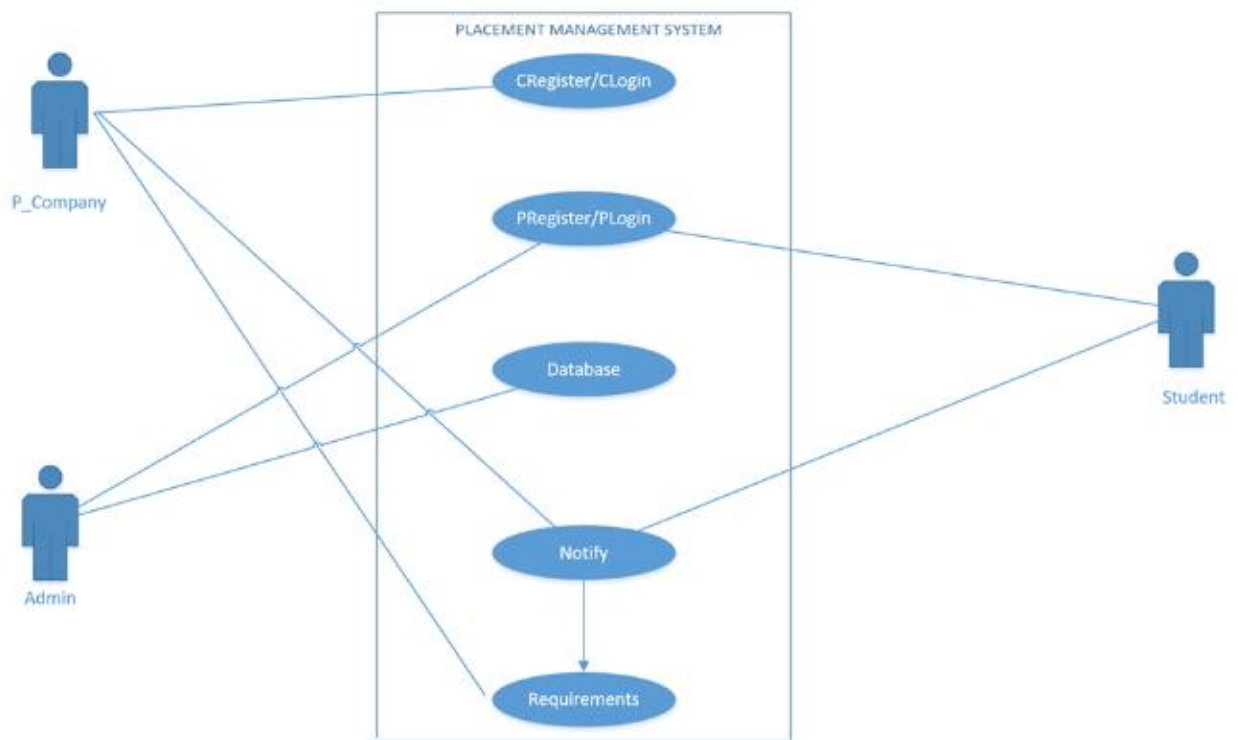 PLACEMENT MANAGEMENT SYSTEM
CRegister/CLogin
P_Company
PRegister/PLogin
Database
Student
Notify
Admin
Requirements